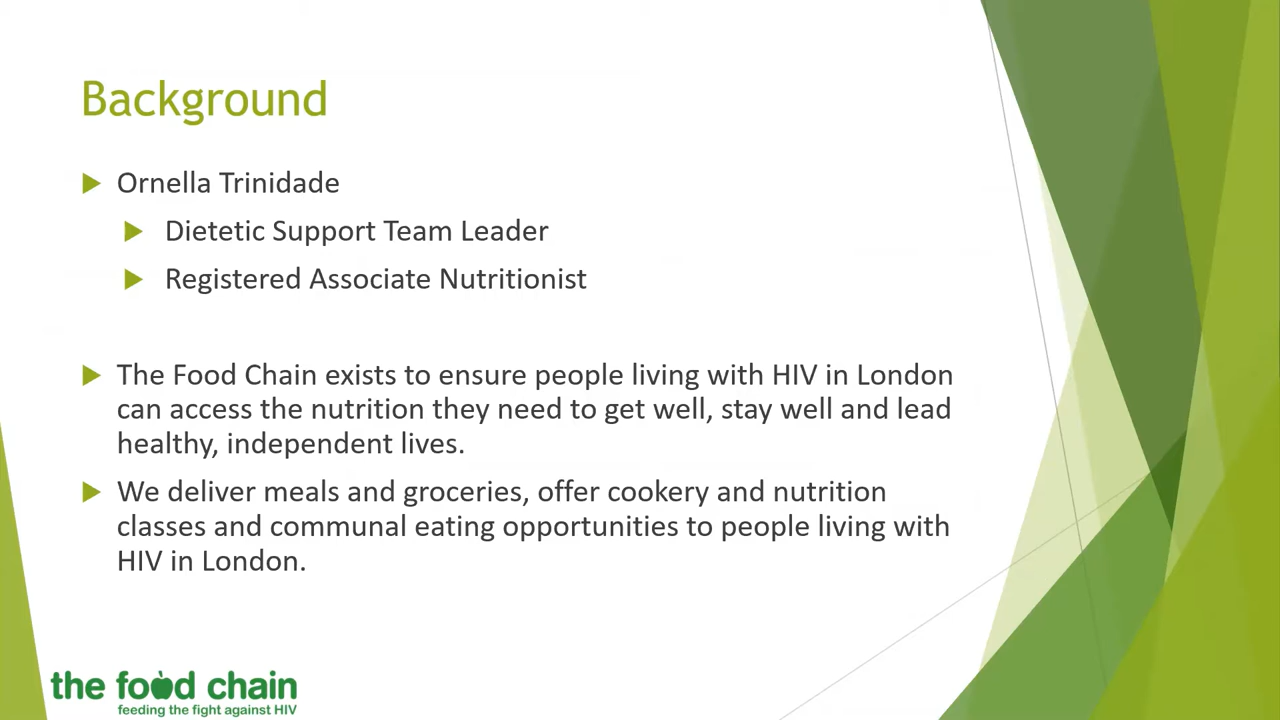 Background
Ornella Trinidade
Dietetic Support Team Leader
Registered Associate Nutritionist
The Food Chain exists to ensure people living with HIV in London
can access the nutrition they need to get well, stay well and lead
healthy, independent lives.
We deliver meals and groceries, offer cookery and nutrition
classes and communal eating opportunities to people living with
HIV in London.
the food chain
feeding the fight against HIV